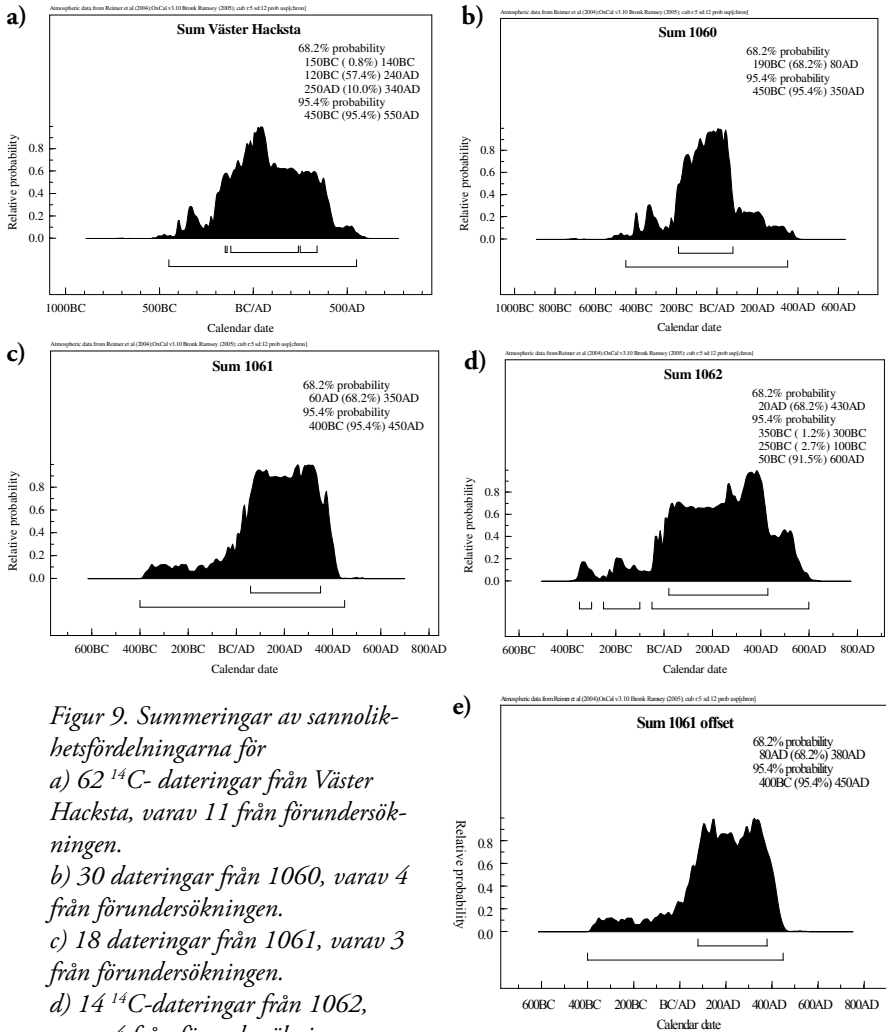 a)
Atmospheric data from Reimer et al (2004);OxCal v3.10 Bronk Ramsey (2005); cub r:5 sd:12 prob usp[chron]
Sum Väster Hacksta
68.2% probability
150BC ( 0.8%) 140BC
120BC (57.4%) 240AD
250AD (10.0%) 340AD
95.4% probability
450BC (95.4%) 550AD
Relative probability
0.8
0.6
0.4
0.2
0.0
1000BC 500BC BC/AD 500AD
Calendar date
b)
Atmospheric data from Reimer et al (2004);OxCal v3.10 Bronk Ramsey (2005); cub r:5 sd:12 prob usp[chron]
Sum 1060
68.2% probability
190BC (68.2%) 80AD
95.4% probability
450BC (95.4%) 350AD
Relative probability
0.8
0.6
0.4
0.2
0.0
1000BC 800BC 600BC 400BC 200BC BC/AD 200AD 400AD 600AD
Calendar date
c)
Atmospheric data from Reimer et al (2004);OxCal v3.10 Bronk Ramsey (2005); cub r:5 sd:12 prob usp[chron]
Sum 1061
68.2% probability
60AD (68.2%) 350AD
95.4% probability
400BC (95.4%) 450AD
Relative probability
0.8
0.6
0.4
0.2
0.0
600BC 400BC 200BC BC/AD 200AD 400AD 600AD 800AD
Calendar date
d)
Atmospheric data from Reimer et al (2004);OxCal v3.10 Bronk Ramsey (2005); cub r:5 sd:12 prob usp[chron]
Sum 1062
68.2% probability
20AD (68.2%) 430AD
95.4% probability
350BC ( 1.2%) 300BC
250BC ( 2.7%) 100BC
50BC (91.5%) 600AD
Relative probability
0.8
0.6
0.4
0.2
0.0
600BC 400BC 200BC BC/AD 200AD 400AD 600AD 800AD
Calendar date
Figur 9. Summeringar av sannolik-
hetsfördelningarna för
a) 62 ¹⁴C- dateringar från Väster
Hacksta, varav 11 från förundersök-
ningen.
b) 30 dateringar från 1060, varav 4
från förundersökningen.
c) 18 dateringar från 1061, varav 3
från förundersökningen.
d) 14 ¹⁴C-dateringar från 1062,
e)
Atmospheric data from Reimer et al (2004);OxCal v3.10 Bronk Ramsey (2005); cub r:5 sd:12 prob usp[chron]
Sum 1061 offset
68.2% probability
80AD (68.2%) 380AD
95.4% probability
400BC (95.4%) 450AD
Relative probability
0.8
0.6
0.4
0.2
0.0
600BC 400BC 200BC BC/AD 200AD 400AD 600AD 800AD
Calendar date